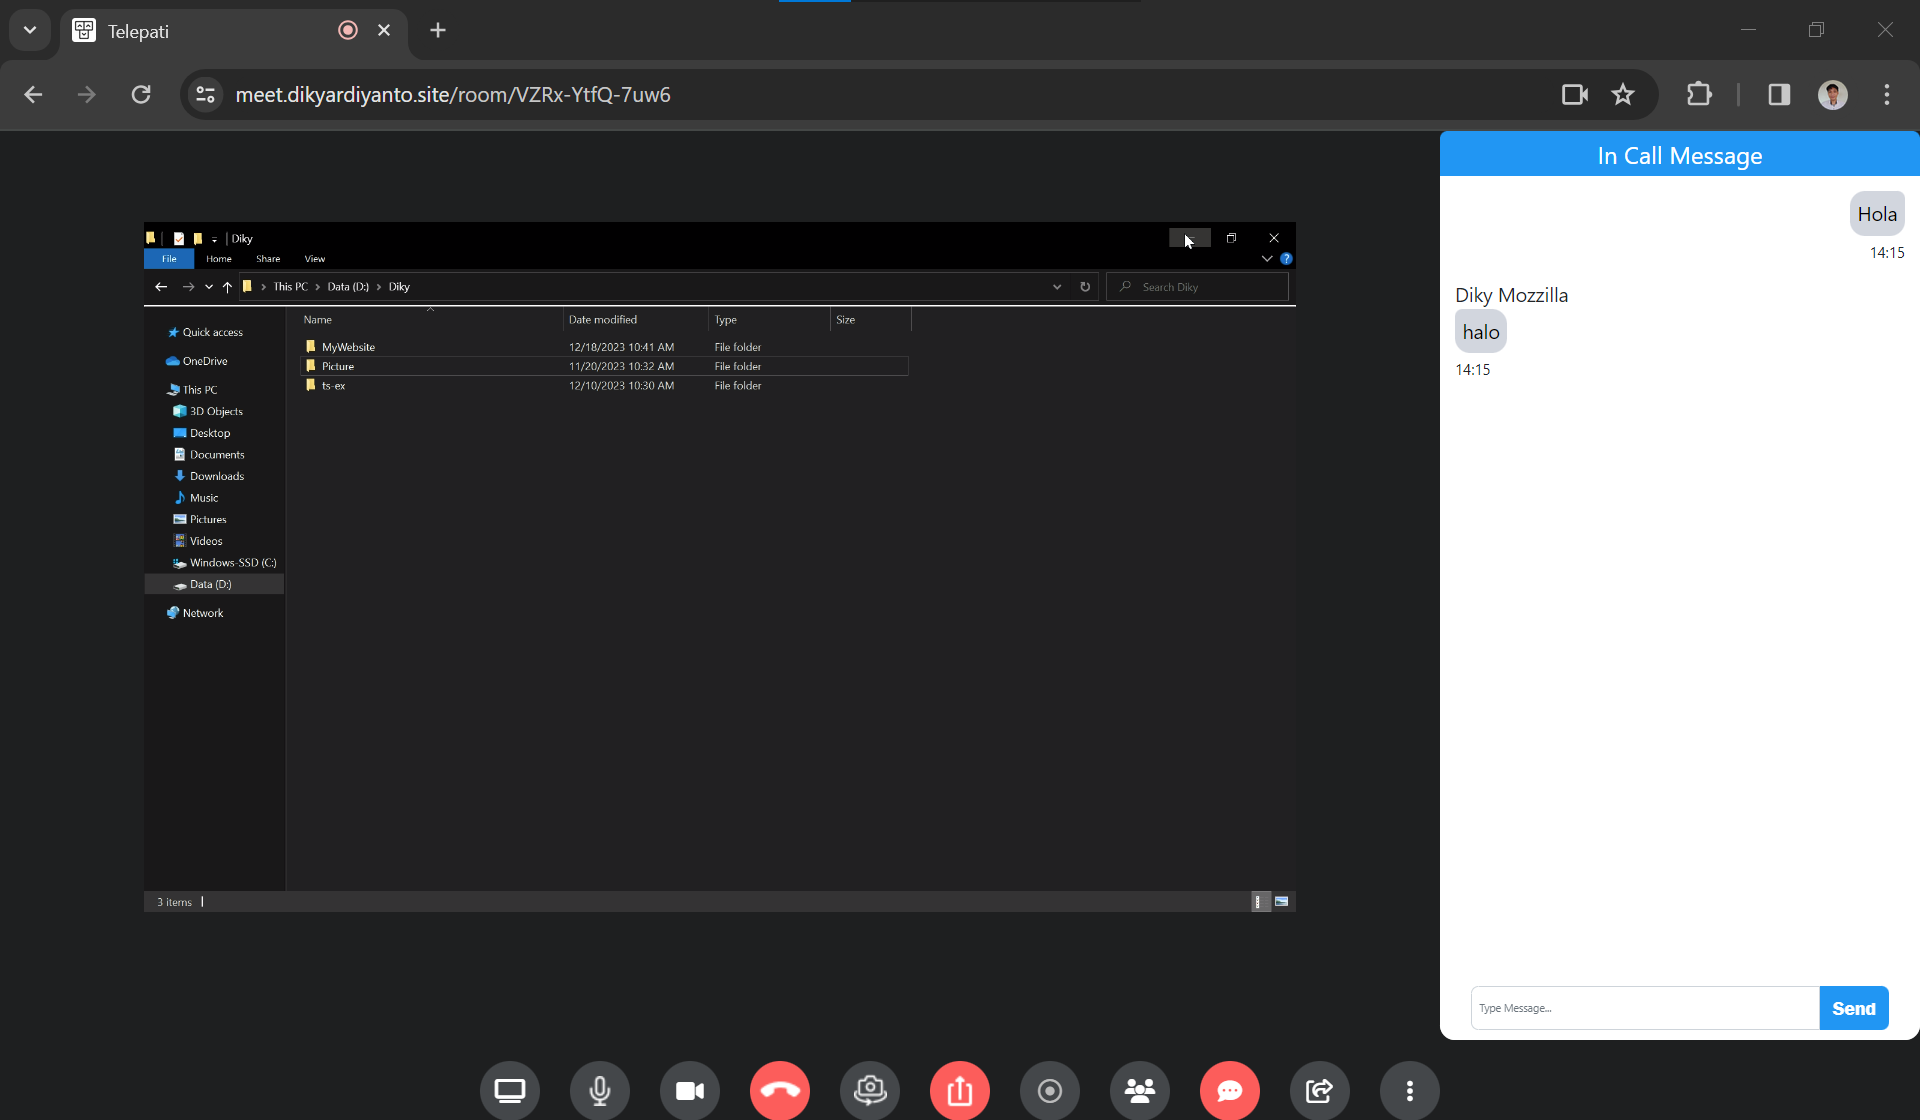 Telepati
meet.dikyardiyanto.site/room/VZRx-YtfQ-7uw6
In Call Message
Hola
14:15
Diky Mozzilla
halo
14:15
Type Message...
Send
Diky
File Home Share View
This PC > Data (D:) > Diky
Search Diky
Name Date modified Type Size
MyWebsite 12/18/2023 10:41 AM File folder
Picture 11/20/2023 10:32 AM File folder
ts-ex 12/10/2023 10:30 AM File folder
Quick access
OneDrive
This PC
3D Objects
Desktop
Documents
Downloads
Music
Pictures
Videos
Windows-SSD (C:)
Data (D:)
Network
3 items